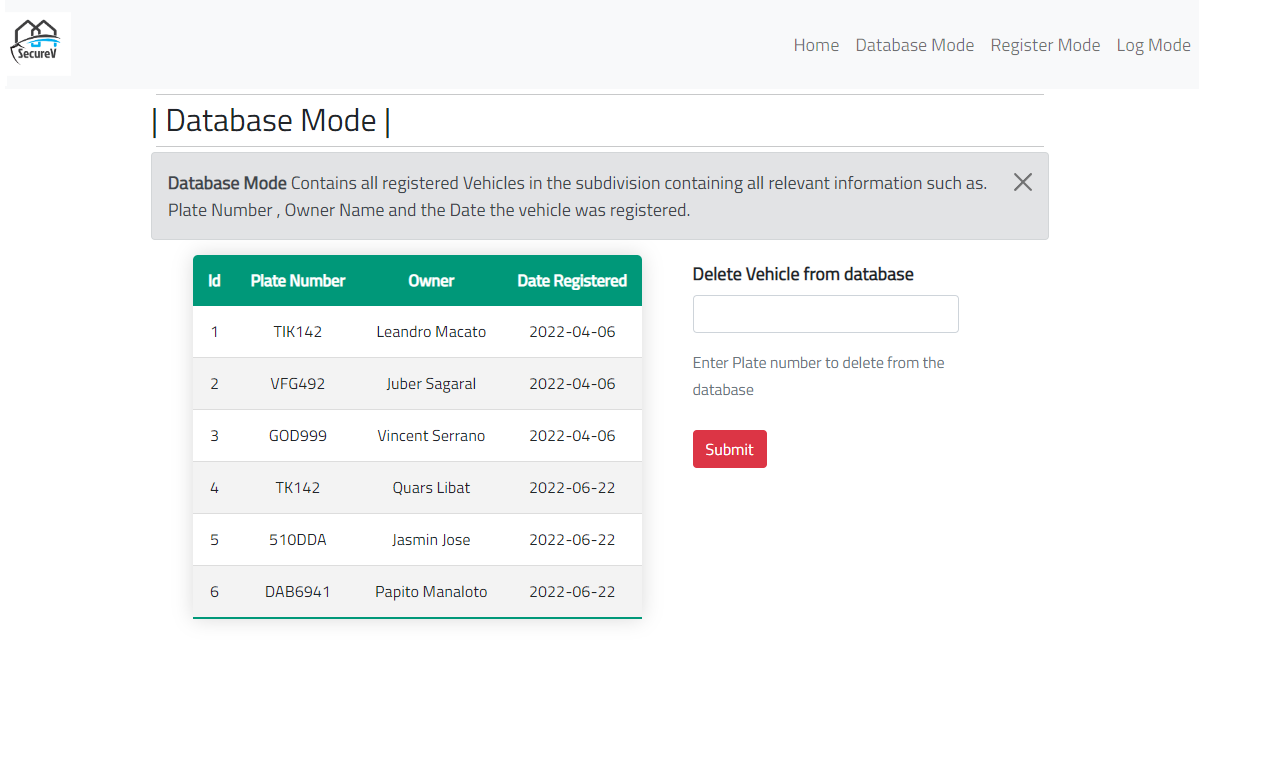 SecureV
Home Database Mode Register Mode Log Mode
| Database Mode |
Database Mode Contains all registered Vehicles in the subdivision containing all relevant information such as.
Plate Number , Owner Name and the Date the vehicle was registered.
Id Plate Number Owner Date Registered
1 TIK142 Leandro Macato 2022-04-06
2 VFG492 Juber Sagaral 2022-04-06
3 GOD999 Vincent Serrano 2022-04-06
4 TK142 Quars Libat 2022-06-22
5 510DDA Jasmin Jose 2022-06-22
6 DAB6941 Papito Manaloto 2022-06-22
Delete Vehicle from database
Enter Plate number to delete from the
database
Submit